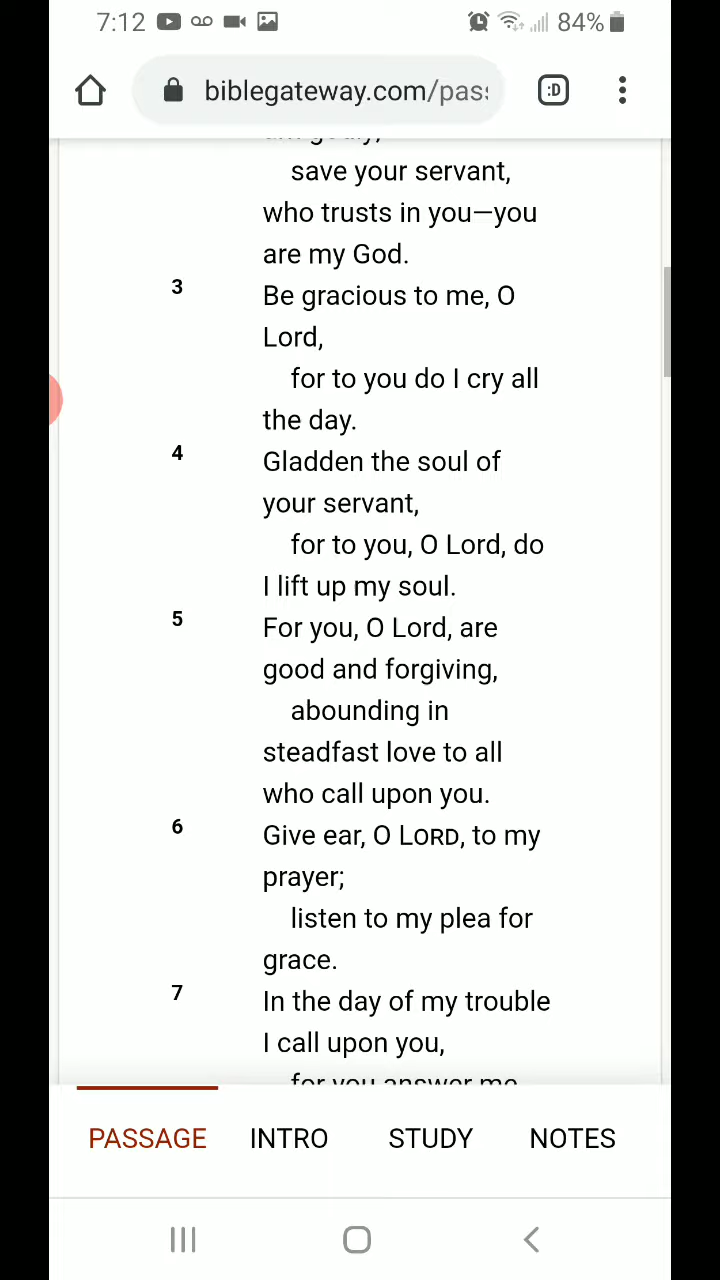 7:12
84%
biblegateway.com/pas
:D
save your servant,
who trusts in you—you
are my God.
3
Be gracious to me, O
Lord,
for to you do I cry all
the day.
4
Gladden the soul of
your servant,
for to you, O Lord, do
I lift up my soul.
5
For you, O Lord, are
good and forgiving,
abounding in
steadfast love to all
who call upon you.
6
Give ear, O LORD, to my
prayer;
listen to my plea for
grace.
7
In the day of my trouble
I call upon you,
for you answer me
PASSAGE INTRO STUDY NOTES